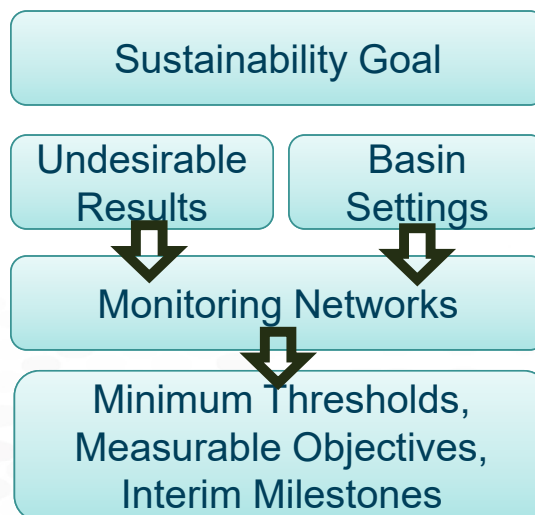 Sustainability Goal
Undesirable
Results
Basin
Settings
Monitoring Networks
Minimum Thresholds,
Measurable Objectives,
Interim Milestones